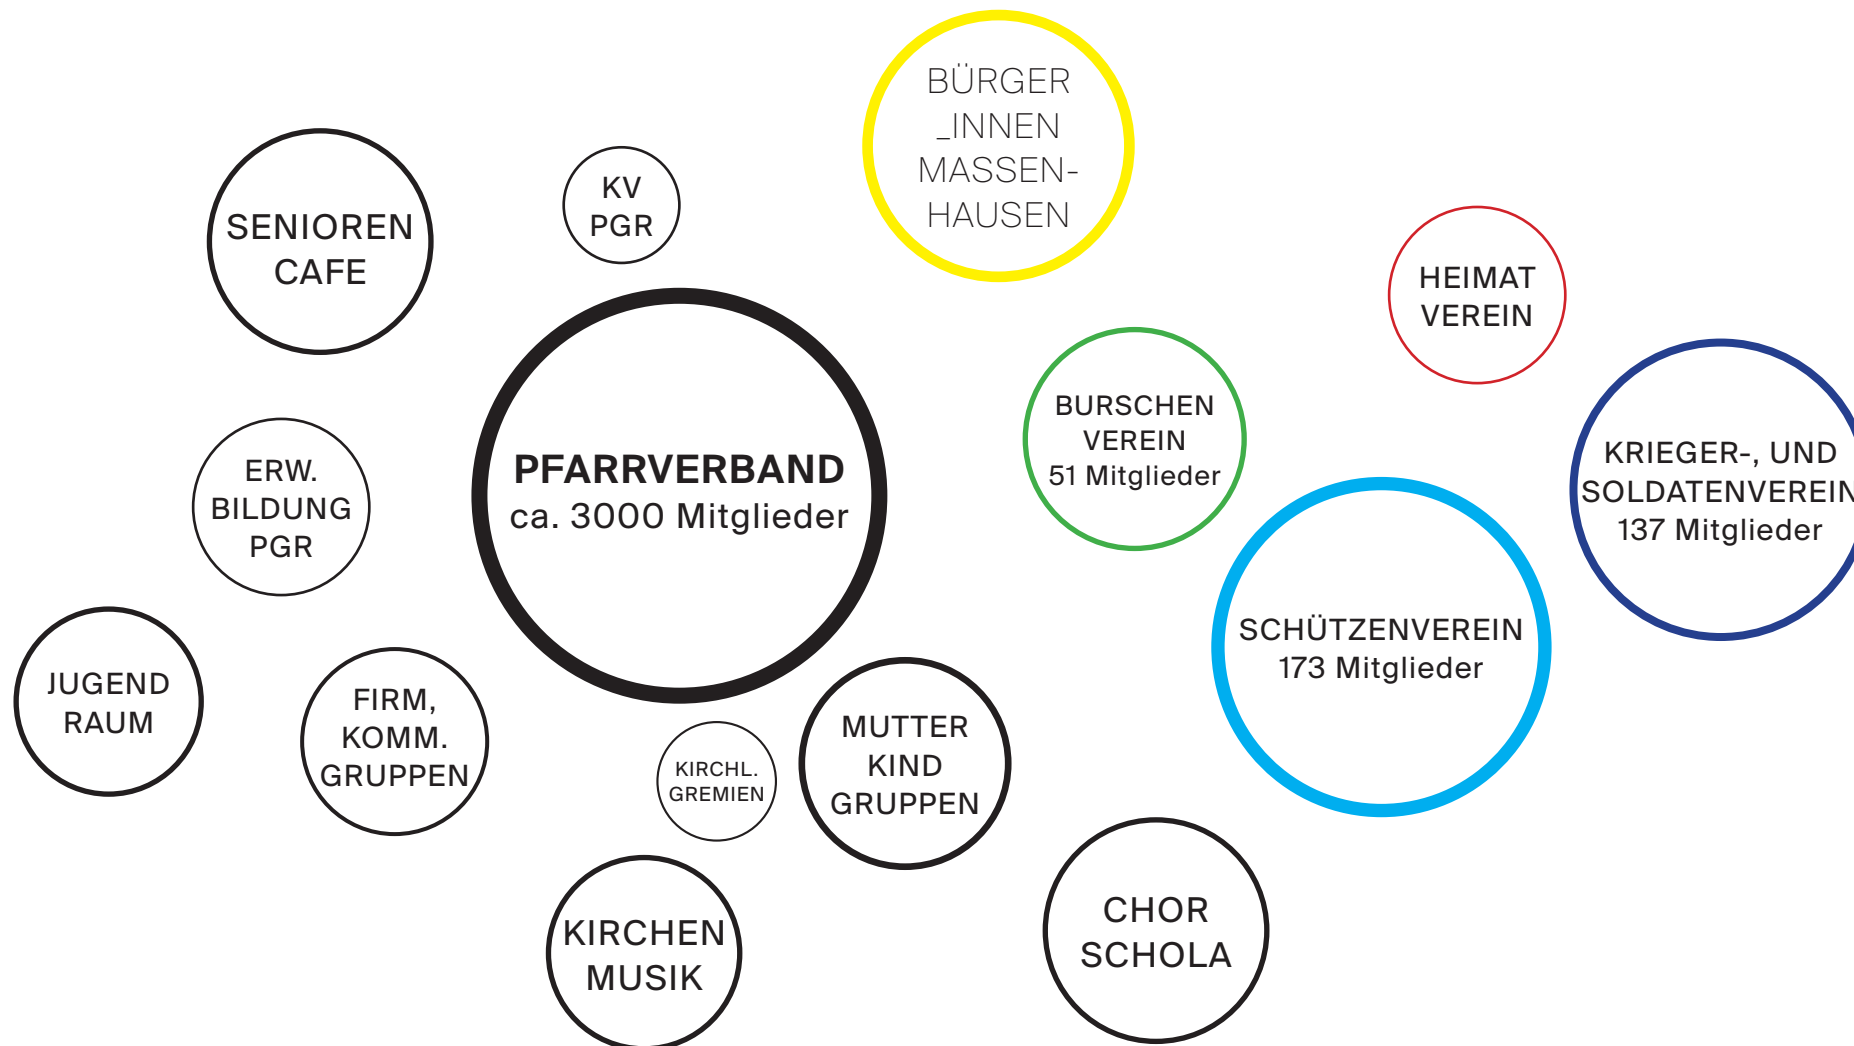 BÜRGER
_INNEN
MASSEN-
HAUSEN
KV
PGR
SENIOREN
CAFE
HEIMAT
VEREIN
BURSCHEN
VEREIN
51 Mitglieder
KRIEGER-, UND
SOLDATENVEREIN
137 Mitglieder
PFARRVERBAND
ca. 3000 Mitglieder
ERW.
BILDUNG
PGR
SCHÜTZENVEREIN
173 Mitglieder
JUGEND
RAUM
FIRM,
KOMM.
GRUPPEN
MUTTER
KIND
GRUPPEN
KIRCHL.
GREMIEN
CHOR
SCHOLA
KIRCHEN
MUSIK